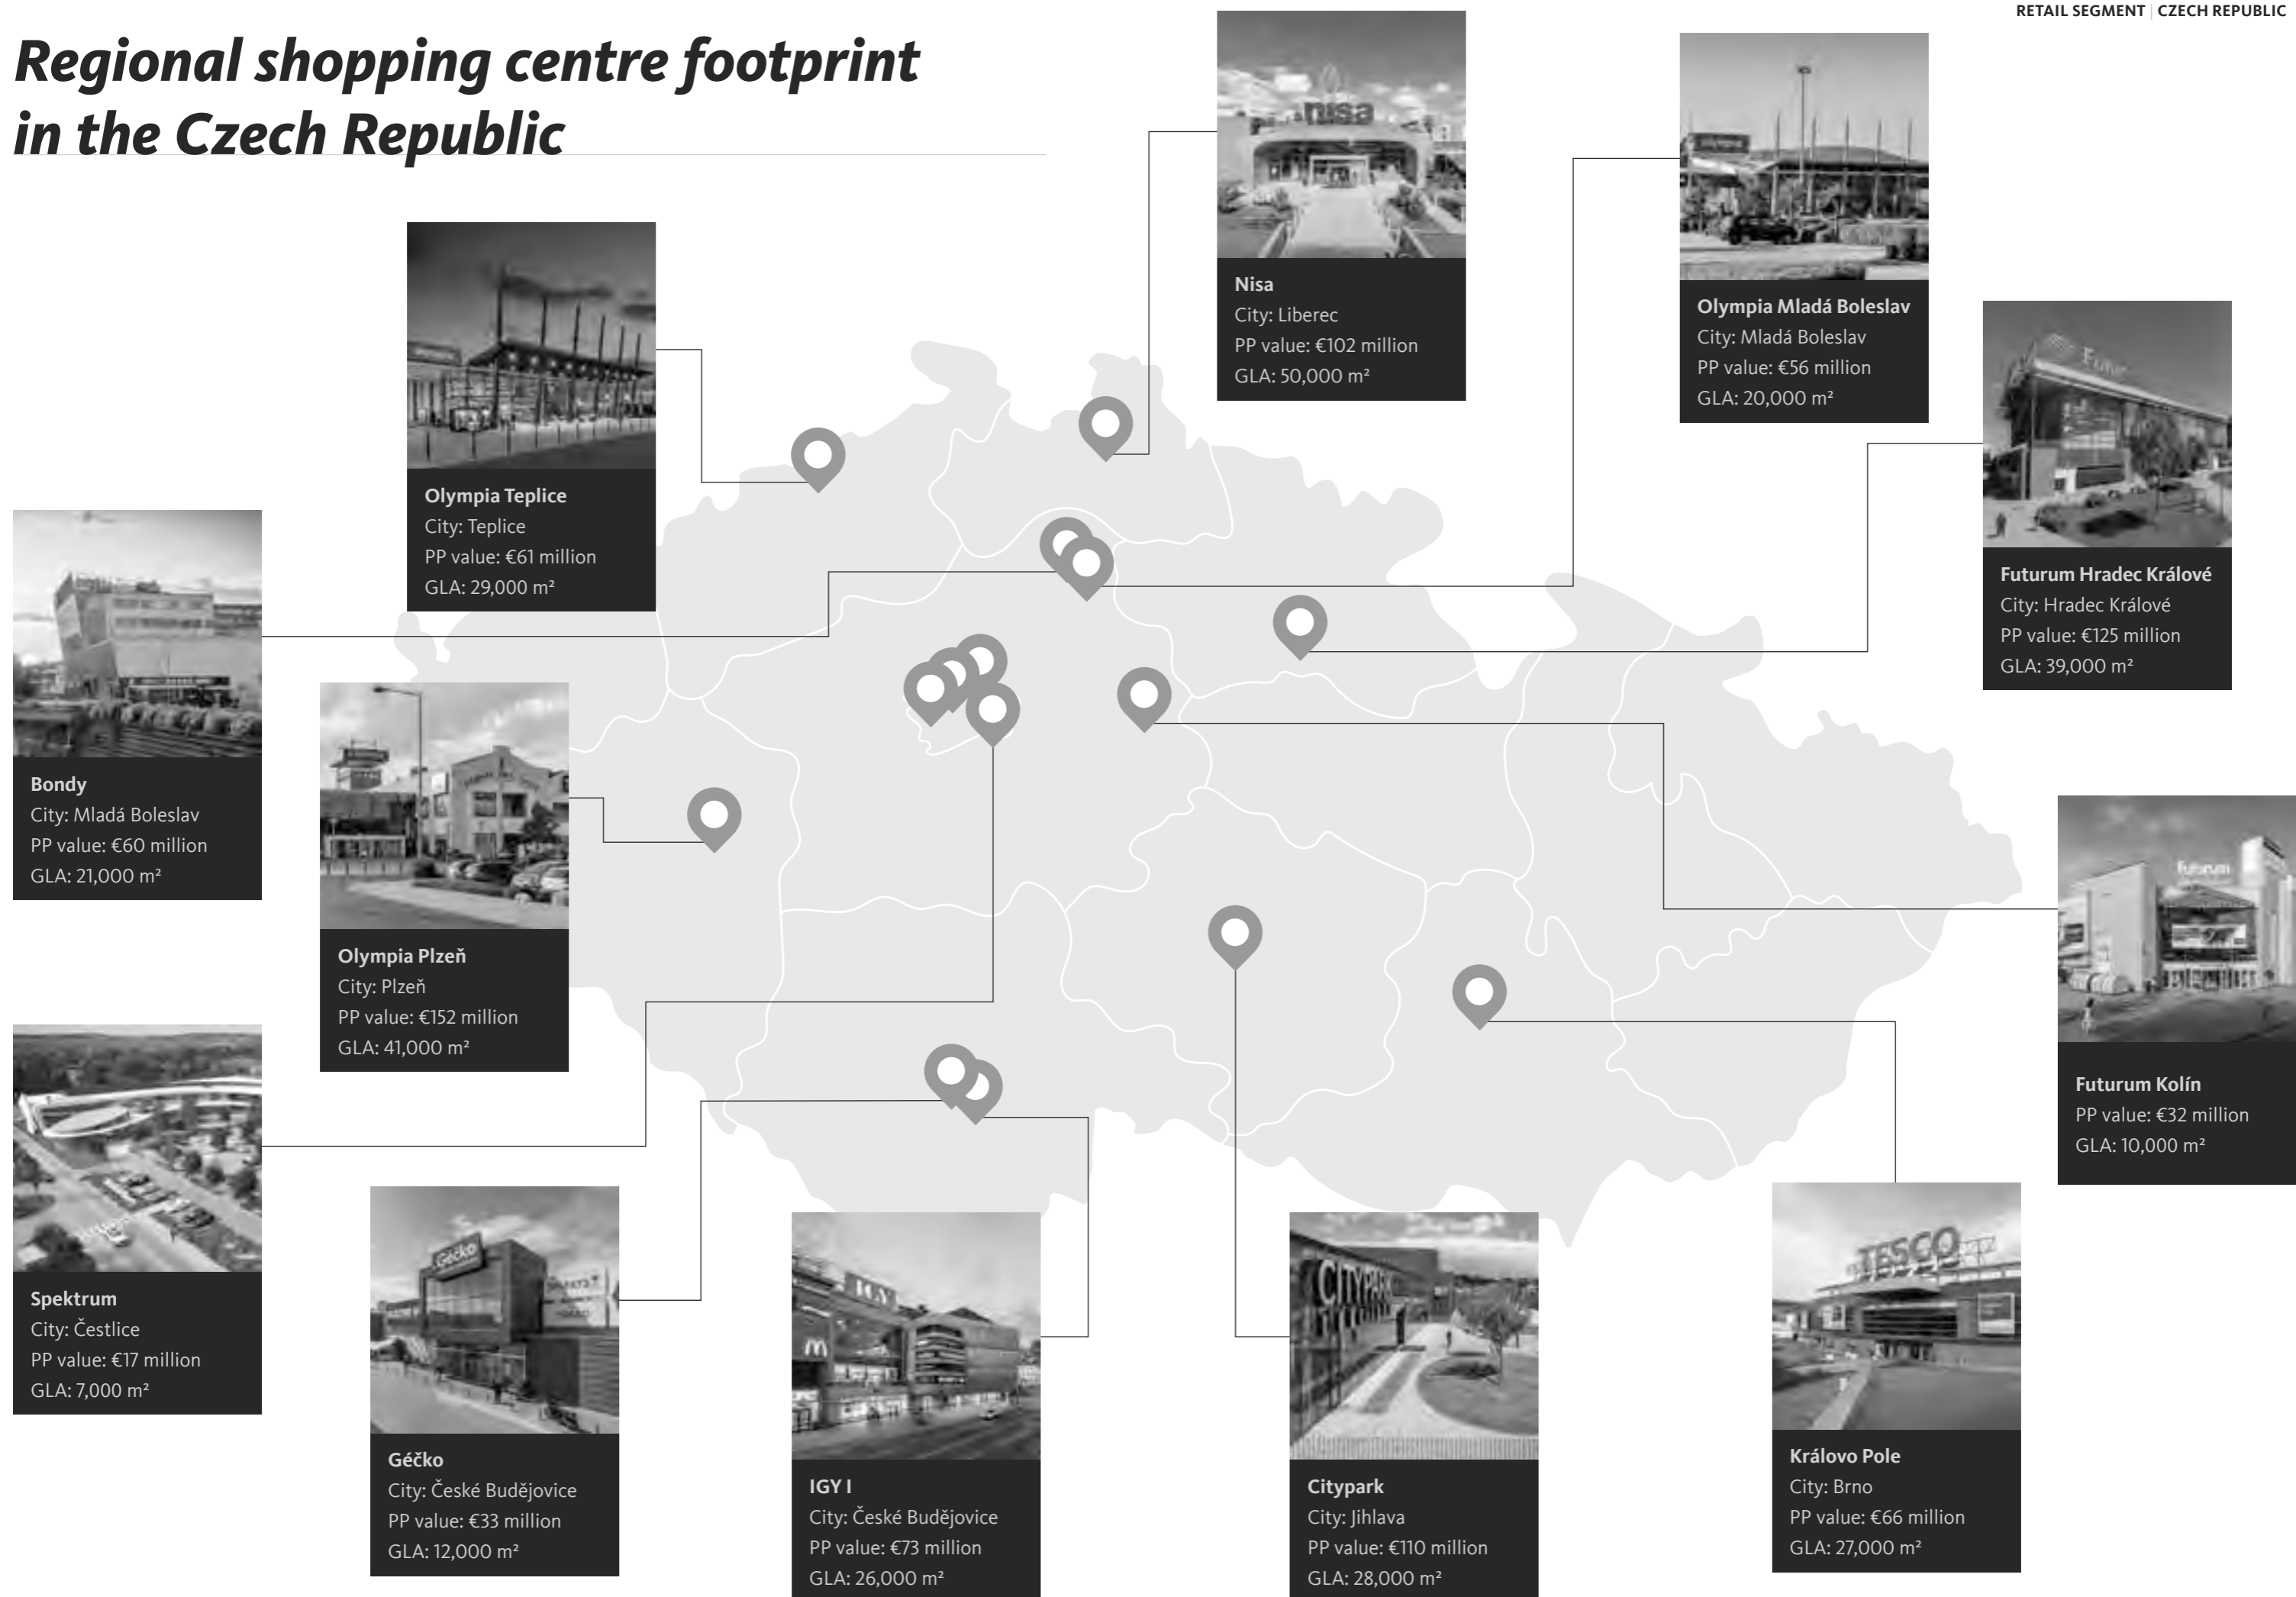 RETAIL SEGMENT | CZECH REPUBLIC
Regional shopping centre footprint
in the Czech Republic
nisa
Nisa
City: Liberec
PP value: €102 million
GLA: 50,000 m²
Olympia Mladá Boleslav
City: Mladá Boleslav
PP value: €56 million
GLA: 20,000 m²
Olympia Teplice
City: Teplice
PP value: €61 million
GLA: 29,000 m²
Futurum Hradec Králové
City: Hradec Králové
PP value: €125 million
GLA: 39,000 m²
Bondy
City: Mladá Boleslav
PP value: €60 million
GLA: 21,000 m²
Olympia Plzeň
City: Plzeň
PP value: €152 million
GLA: 41,000 m²
Futurum
Futurum Kolín
PP value: €32 million
GLA: 10,000 m²
Spektrum
City: Čestlice
PP value: €17 million
GLA: 7,000 m²
Géčko
Géčko
City: České Budějovice
PP value: €33 million
GLA: 12,000 m²
IGY
IGY I
City: České Budějovice
PP value: €73 million
GLA: 26,000 m²
CITYPARK
Citypark
City: Jihlava
PP value: €110 million
GLA: 28,000 m²
TESCO
Královo Pole
City: Brno
PP value: €66 million
GLA: 27,000 m²